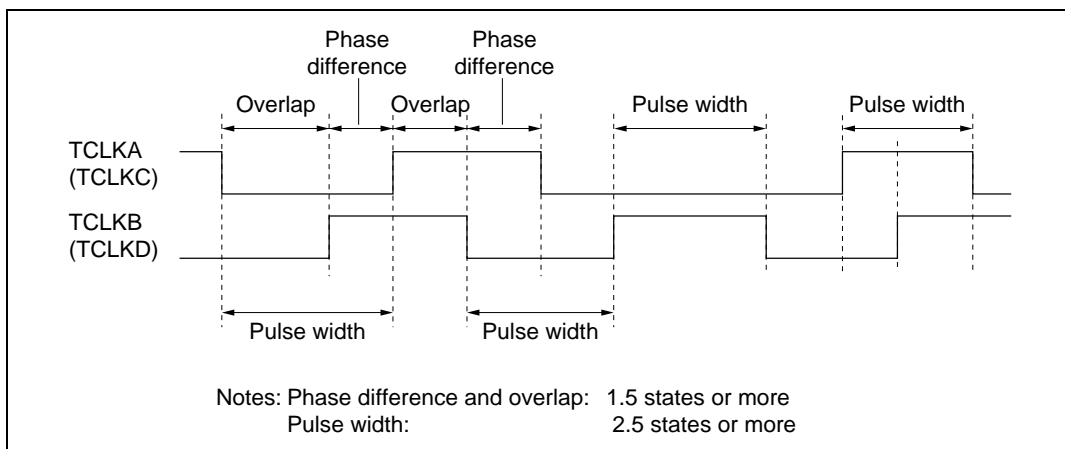 Phase difference
Phase difference
Overlap
Overlap
Pulse width
Pulse width
TCLKA
(TCLKC)
TCLKB
(TCLKD)
Pulse width
Pulse width
Notes: Phase difference and overlap: 1.5 states or more
Pulse width: 2.5 states or more